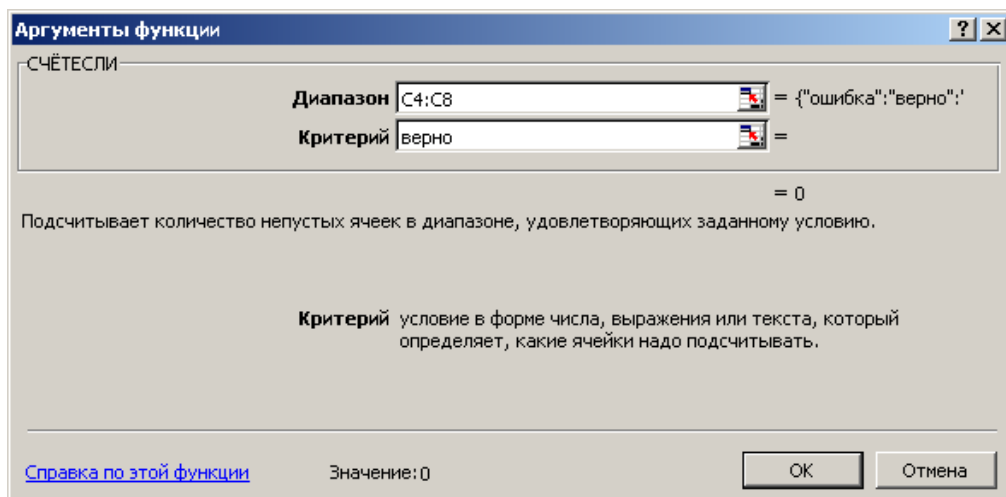 Аргументы функции
СЧЁТЕСЛИ
Диапазон C4:C8 = {"ошибка":"верно":'
Критерий верно =
= 0
Подсчитывает количество непустых ячеек в диапазоне, удовлетворяющих заданному условию.
Критерий условие в форме числа, выражения или текста, который
определяет, какие ячейки надо подсчитывать.
Справка по этой функции Значение:0 OK Отмена